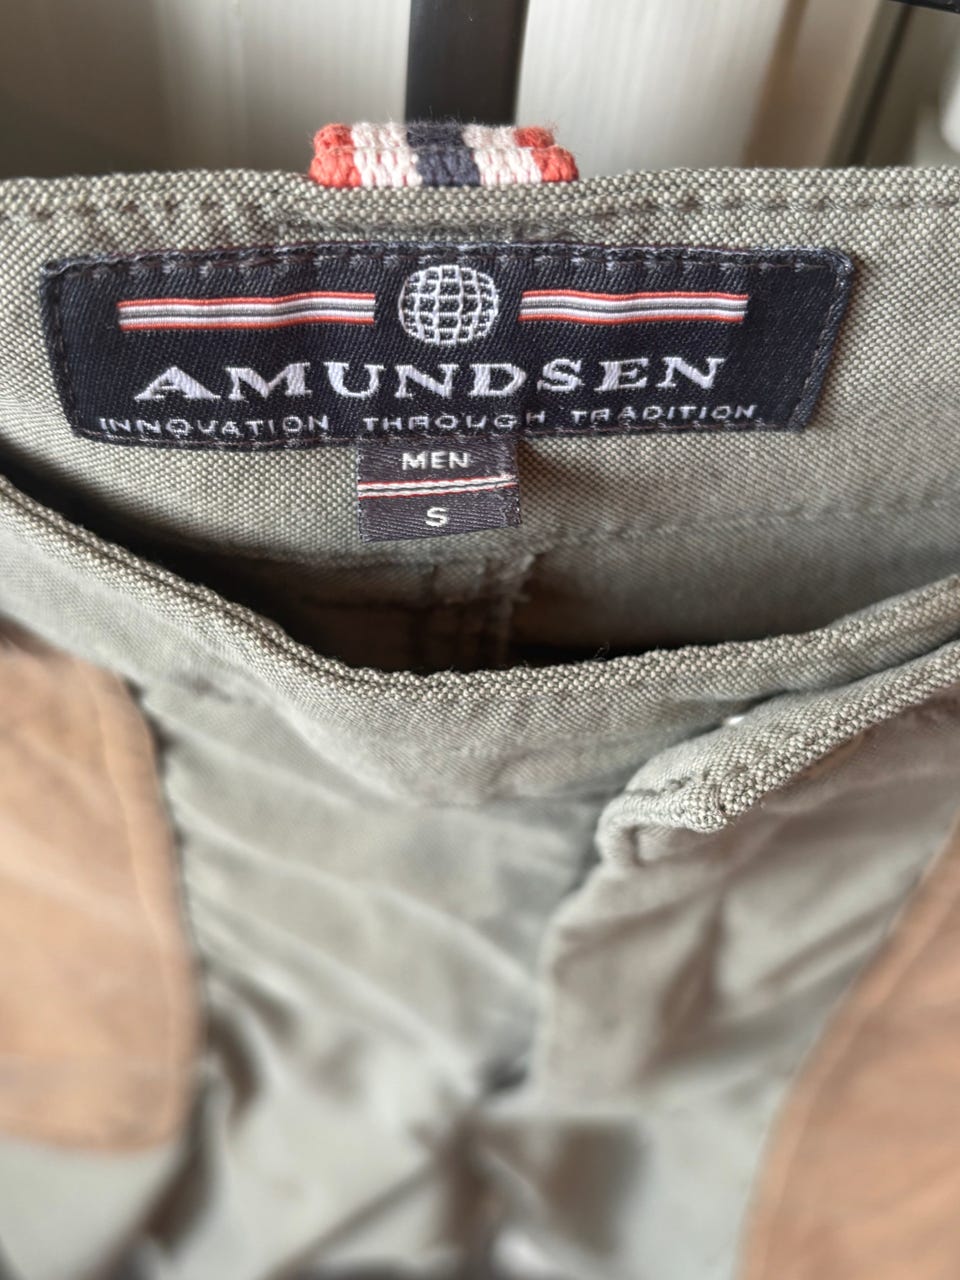 AMUNDSEN
INNOVATION THROUGH TRADITION
MEN
S